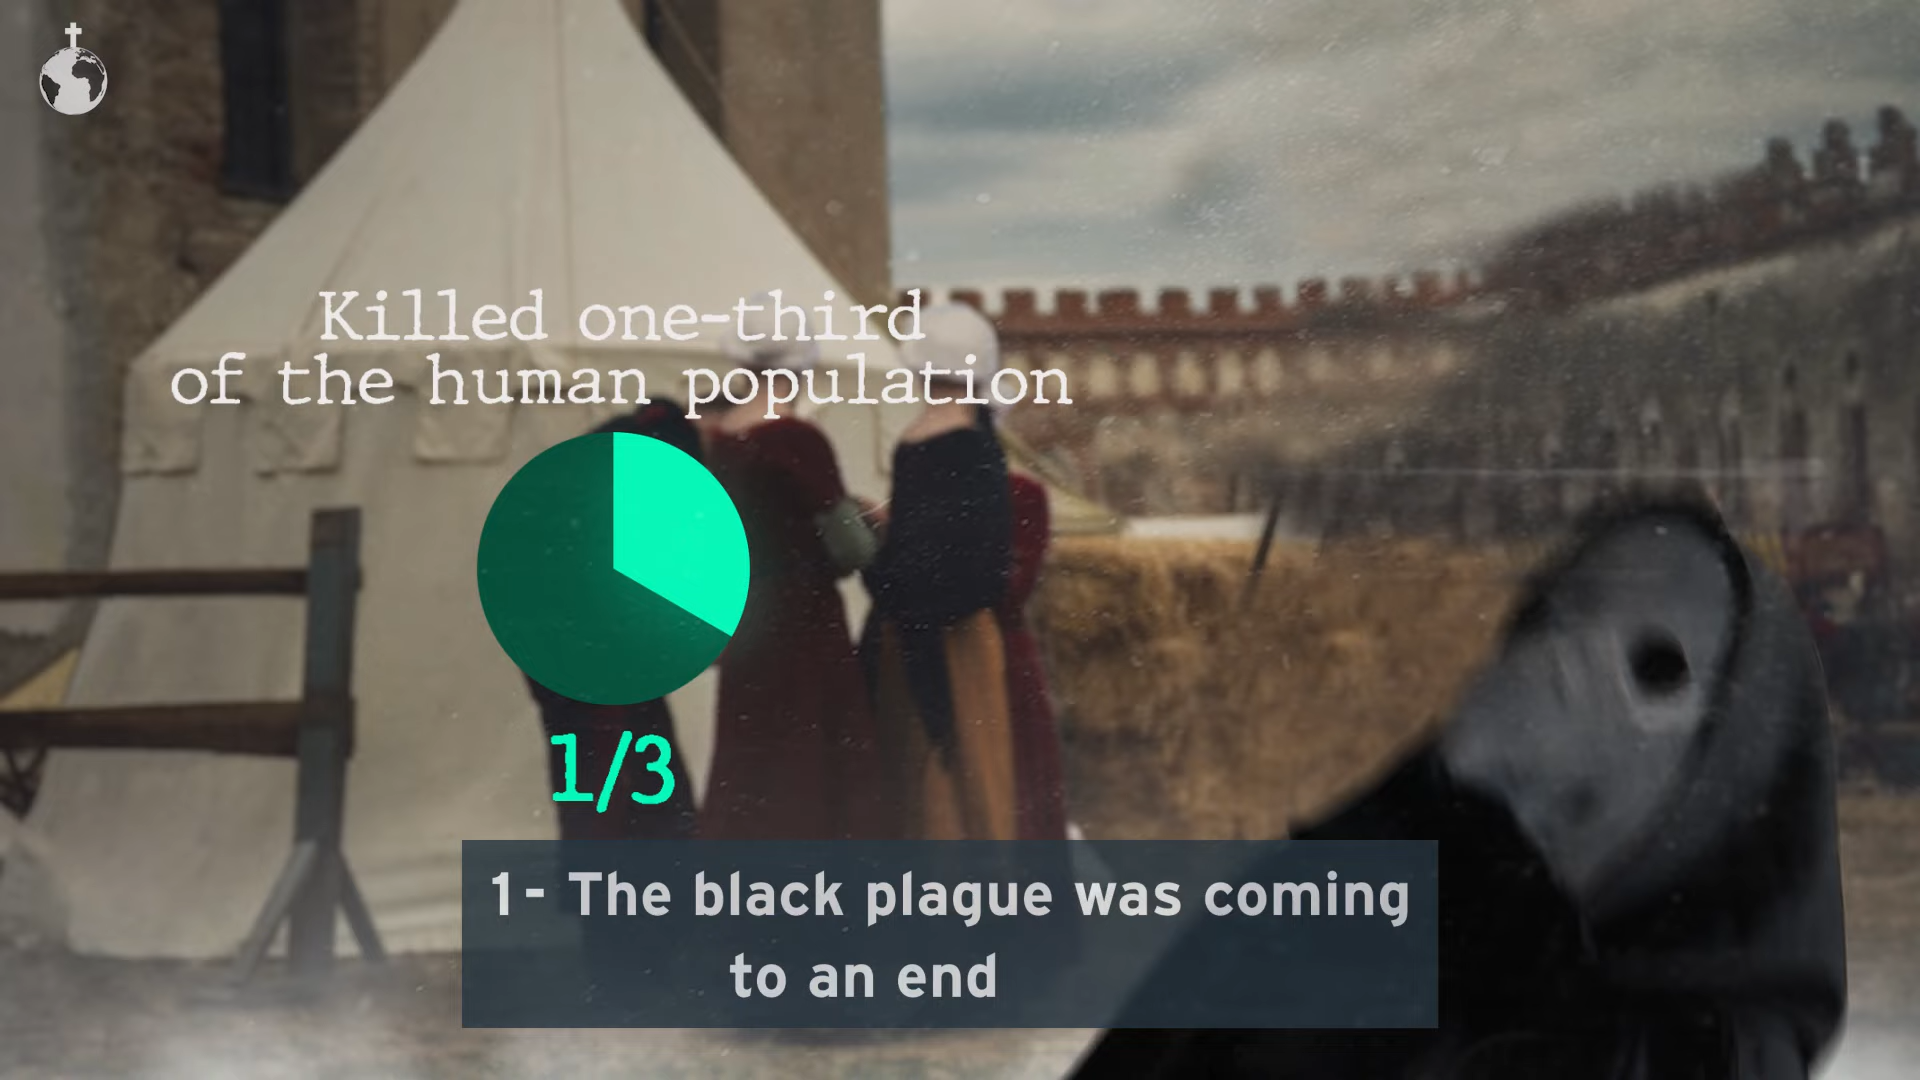 Killed one-third
of the human population
1/3
1- The black plague was coming
to an end